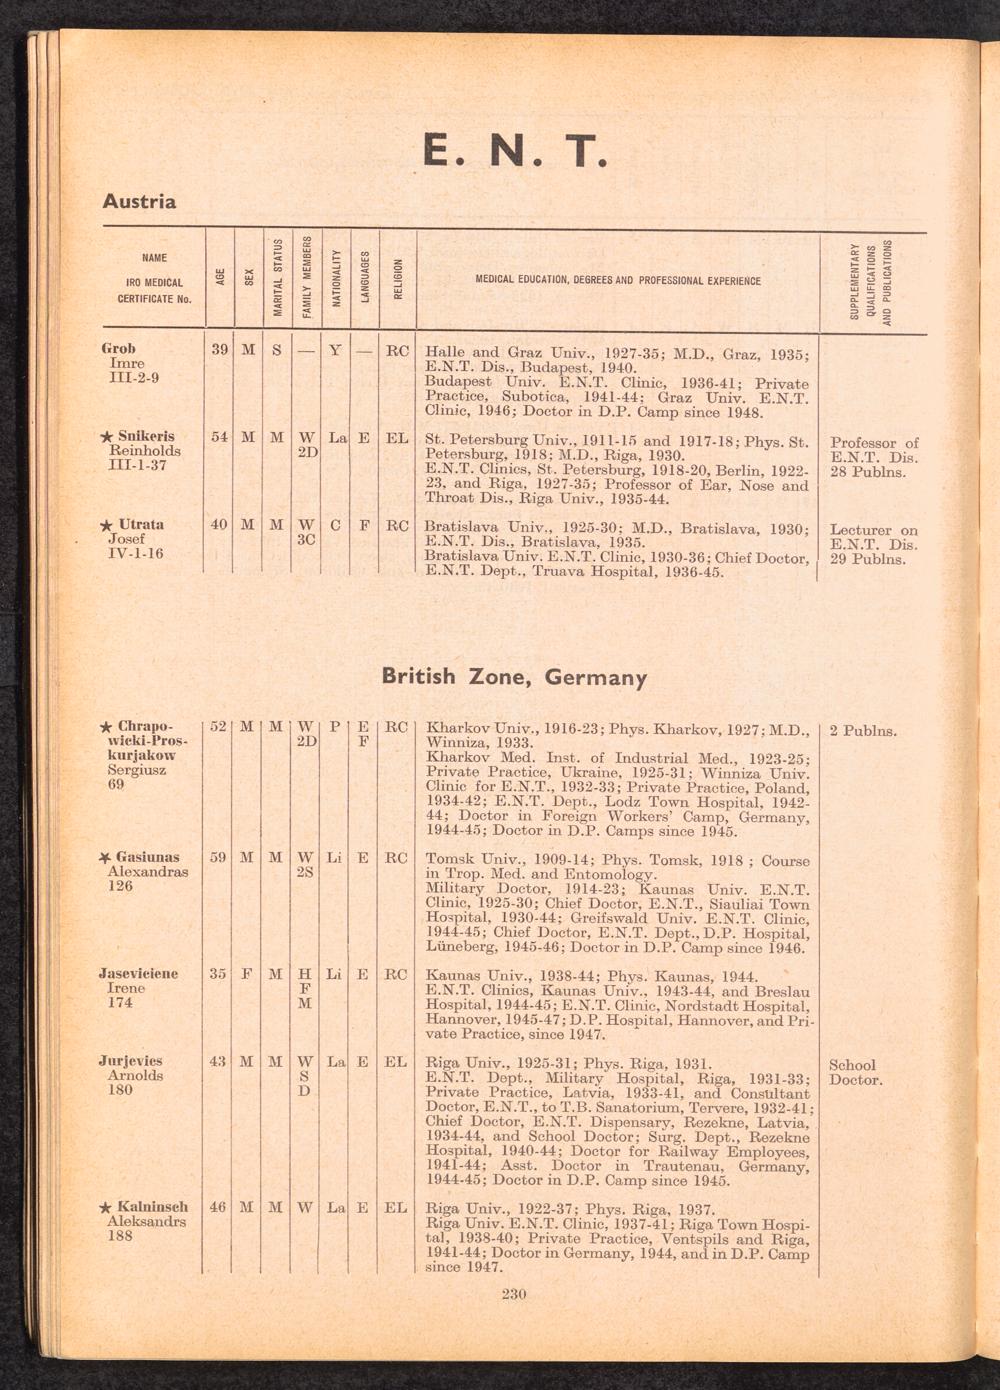 E. N. T.
Austria
NAME
IRO MEDICAL
CERTIFICATE No.
AGE
SEX
MARITAL STATUS
FAMILY MEMBERS
NATIONALITY
LANGUAGES
RELIGION
MEDICAL EDUCATION, DEGREES AND PROFESSIONAL EXPERIENCE
SUPPLEMENTARY
QUALIFICATIONS
AND PUBLICATIONS
Grob 39 M S — Y — RC Halle and Graz Univ., 1927-35; M.D., Graz, 1935;
Imre E.N.T. Dis., Budapest, 1940.
III-2-9 Budapest Univ. E.N.T. Clinic, 1936-41; Private
Practice, Subotica, 1941-44; Graz Univ. E.N.T.
Clinic, 1946; Doctor in D.P. Camp since 1948.
★ Snikeris 54 M M W La E EL St. Petersburg Univ., 1911-15 and 1917-18; Phys. St. Professor of
Reinholds 2D Petersburg, 1918; M.D., Riga, 1930. E.N.T. Dis.
III-1-37 E.N.T. Clinics, St. Petersburg, 1918-20, Berlin, 1922- 28 Publns.
23, and Riga, 1927-35; Professor of Ear, Nose and
Throat Dis., Riga Univ., 1935-44.
★ Utrata 40 M M W C F RC Bratislava Univ., 1925-30; M.D., Bratislava, 1930; Lecturer on
Josef 3C E.N.T. Dis., Bratislava, 1935. E.N.T. Dis.
IV-1-16 Bratislava Univ. E.N.T. Clinic, 1930-36; Chief Doctor, 29 Publns.
E.N.T. Dept., Truava Hospital, 1936-45.
British Zone, Germany
★ Chrapo- 52 M M W P E RC Kharkov Univ., 1916-23; Phys. Kharkov, 1927; M.D., 2 Publns.
wicki-Pros- 2D F Winniza, 1933.
kurjakow Kharkov Med. Inst. of Industrial Med., 1923-25;
Sergiusz Private Practice, Ukraine, 1925-31; Winniza Univ.
69 Clinic for E.N.T., 1932-33; Private Practice, Poland,
1934-42; E.N.T. Dept., Lodz Town Hospital, 1942-
44; Doctor in Foreign Workers' Camp, Germany,
1944-45; Doctor in D.P. Camps since 1945.
★ Gasiunas 59 M M W Li E RC Tomsk Univ., 1909-14; Phys. Tomsk, 1918 ; Course
Alexandras 2S in Trop. Med. and Entomology.
126 Military Doctor, 1914-23; Kaunas Univ. E.N.T.
Clinic, 1925-30; Chief Doctor, E.N.T., Siauliai Town
Hospital, 1930-44; Greifswald Univ. E.N.T. Clinic,
1944-45; Chief Doctor, E.N.T. Dept., D.P. Hospital,
Lüneberg, 1945-46; Doctor in D.P. Camp since 1946.
Jaseviciene 35 F M H Li E RC Kaunas Univ., 1938-44; Phys. Kaunas, 1944.
Irene F E.N.T. Clinics, Kaunas Univ., 1943-44, and Breslau
174 M Hospital, 1944-45; E.N.T. Clinic, Nordstadt Hospital,
Hannover, 1945-47; D.P. Hospital, Hannover, and Pri-
vate Practice, since 1947.
Jurjevics 43 M M W La E EL Riga Univ., 1925-31; Phys. Riga, 1931. School
Arnolds S E.N.T. Dept., Military Hospital, Riga, 1931-33; Doctor.
180 D Private Practice, Latvia, 1933-41, and Consultant
Doctor, E.N.T., to T.B. Sanatorium, Tervere, 1932-41;
Chief Doctor, E.N.T. Dispensary, Rezekne, Latvia,
1934-44, and School Doctor; Surg. Dept., Rezekne
Hospital, 1940-44; Doctor for Railway Employees,
1941-44; Asst. Doctor in Trautenau, Germany,
1944-45; Doctor in D.P. Camp since 1945.
★ Kalninsch 46 M M W La E EL Riga Univ., 1922-37; Phys. Riga, 1937.
Aleksandrs Riga Univ. E.N.T. Clinic, 1937-41; Riga Town Hospi-
188 tal, 1938-40; Private Practice, Ventspils and Riga,
1941-44; Doctor in Germany, 1944, and in D.P. Camp
since 1947.
230